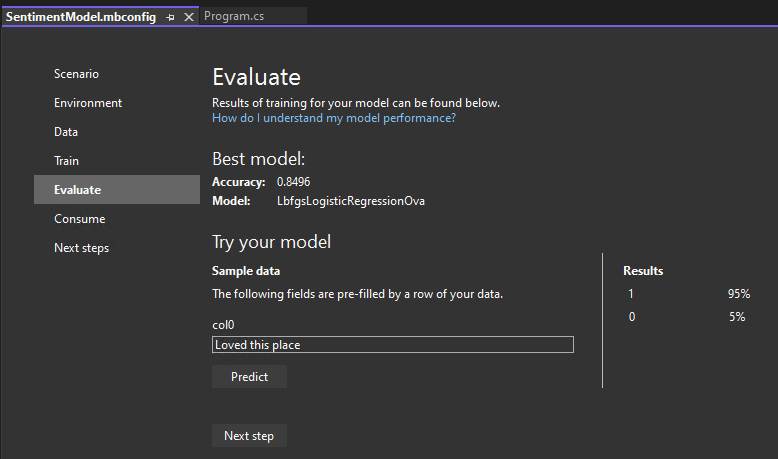 SentimentModel.mbconfig
Program.cs
Scenario
Environment
Data
Train
Evaluate
Consume
Next steps
Evaluate
Results of training for your model can be found below.
How do I understand my model performance?
Best model:
Accuracy: 0.8496
Model: LbfgsLogisticRegressionOva
Try your model
Sample data
The following fields are pre-filled by a row of your data.
col0
Loved this place
Predict
Next step
Results
1 95%
0 5%